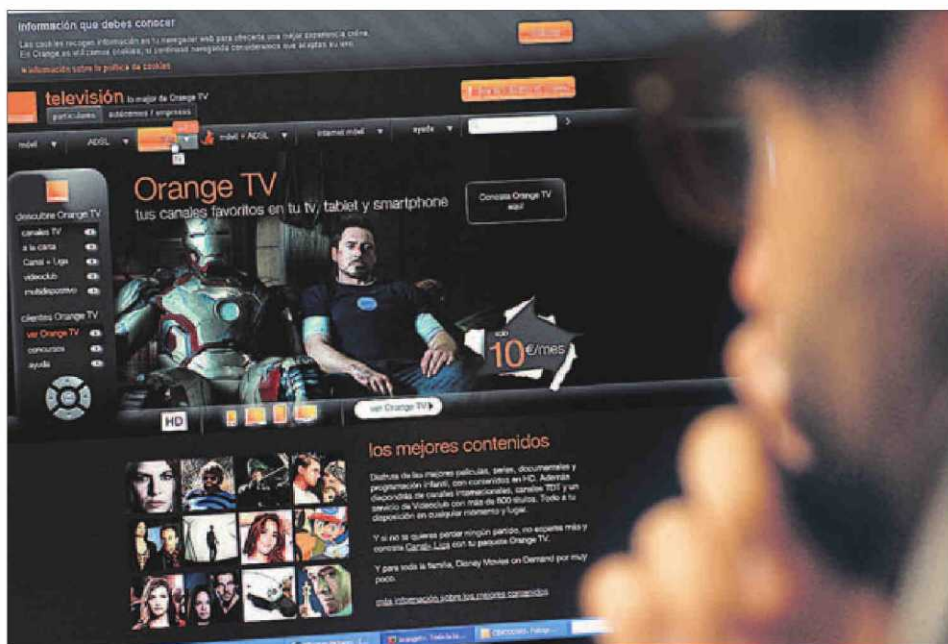 Información que debes conocer
Las cookies recogen información en tu navegador web para ofrecerte una mejor experiencia online.
En Orange.es utilizamos cookies, si continúas navegando consideramos que aceptas su uso.
información sobre la política de cookies
televisión lo mejor de Orange TV
particulares autónomos / empresas
móvil ADSL móvil + ADSL internet móvil ayuda
Orange TV
tus canales favoritos en tu tv, tablet y smartphone
Contrata Orange TV
aquí
descubre Orange TV
canales TV
a la carta
Canal + Liga
videoclub
multidispositivo
clientes Orange TV
ver Orange TV
concursos
ayuda
solo
10 €/mes
HD
ver Orange TV
los mejores contenidos
Disfruta de las mejores películas, series, documentales y
programación infantil, con contenidos en HD. Además
dispondrás de canales internacionales, canales TDT y un
servicio de Videoclub con más de 600 títulos. Todo a tu
disposición en cualquier momento y lugar.
Y si no te quieres perder ningún partido, no esperes más y
contrata Canal+ Liga con tu paquete Orange TV.
Y para toda la familia, Disney Movies on Demand por muy
poco.
más información sobre los mejores contenidos